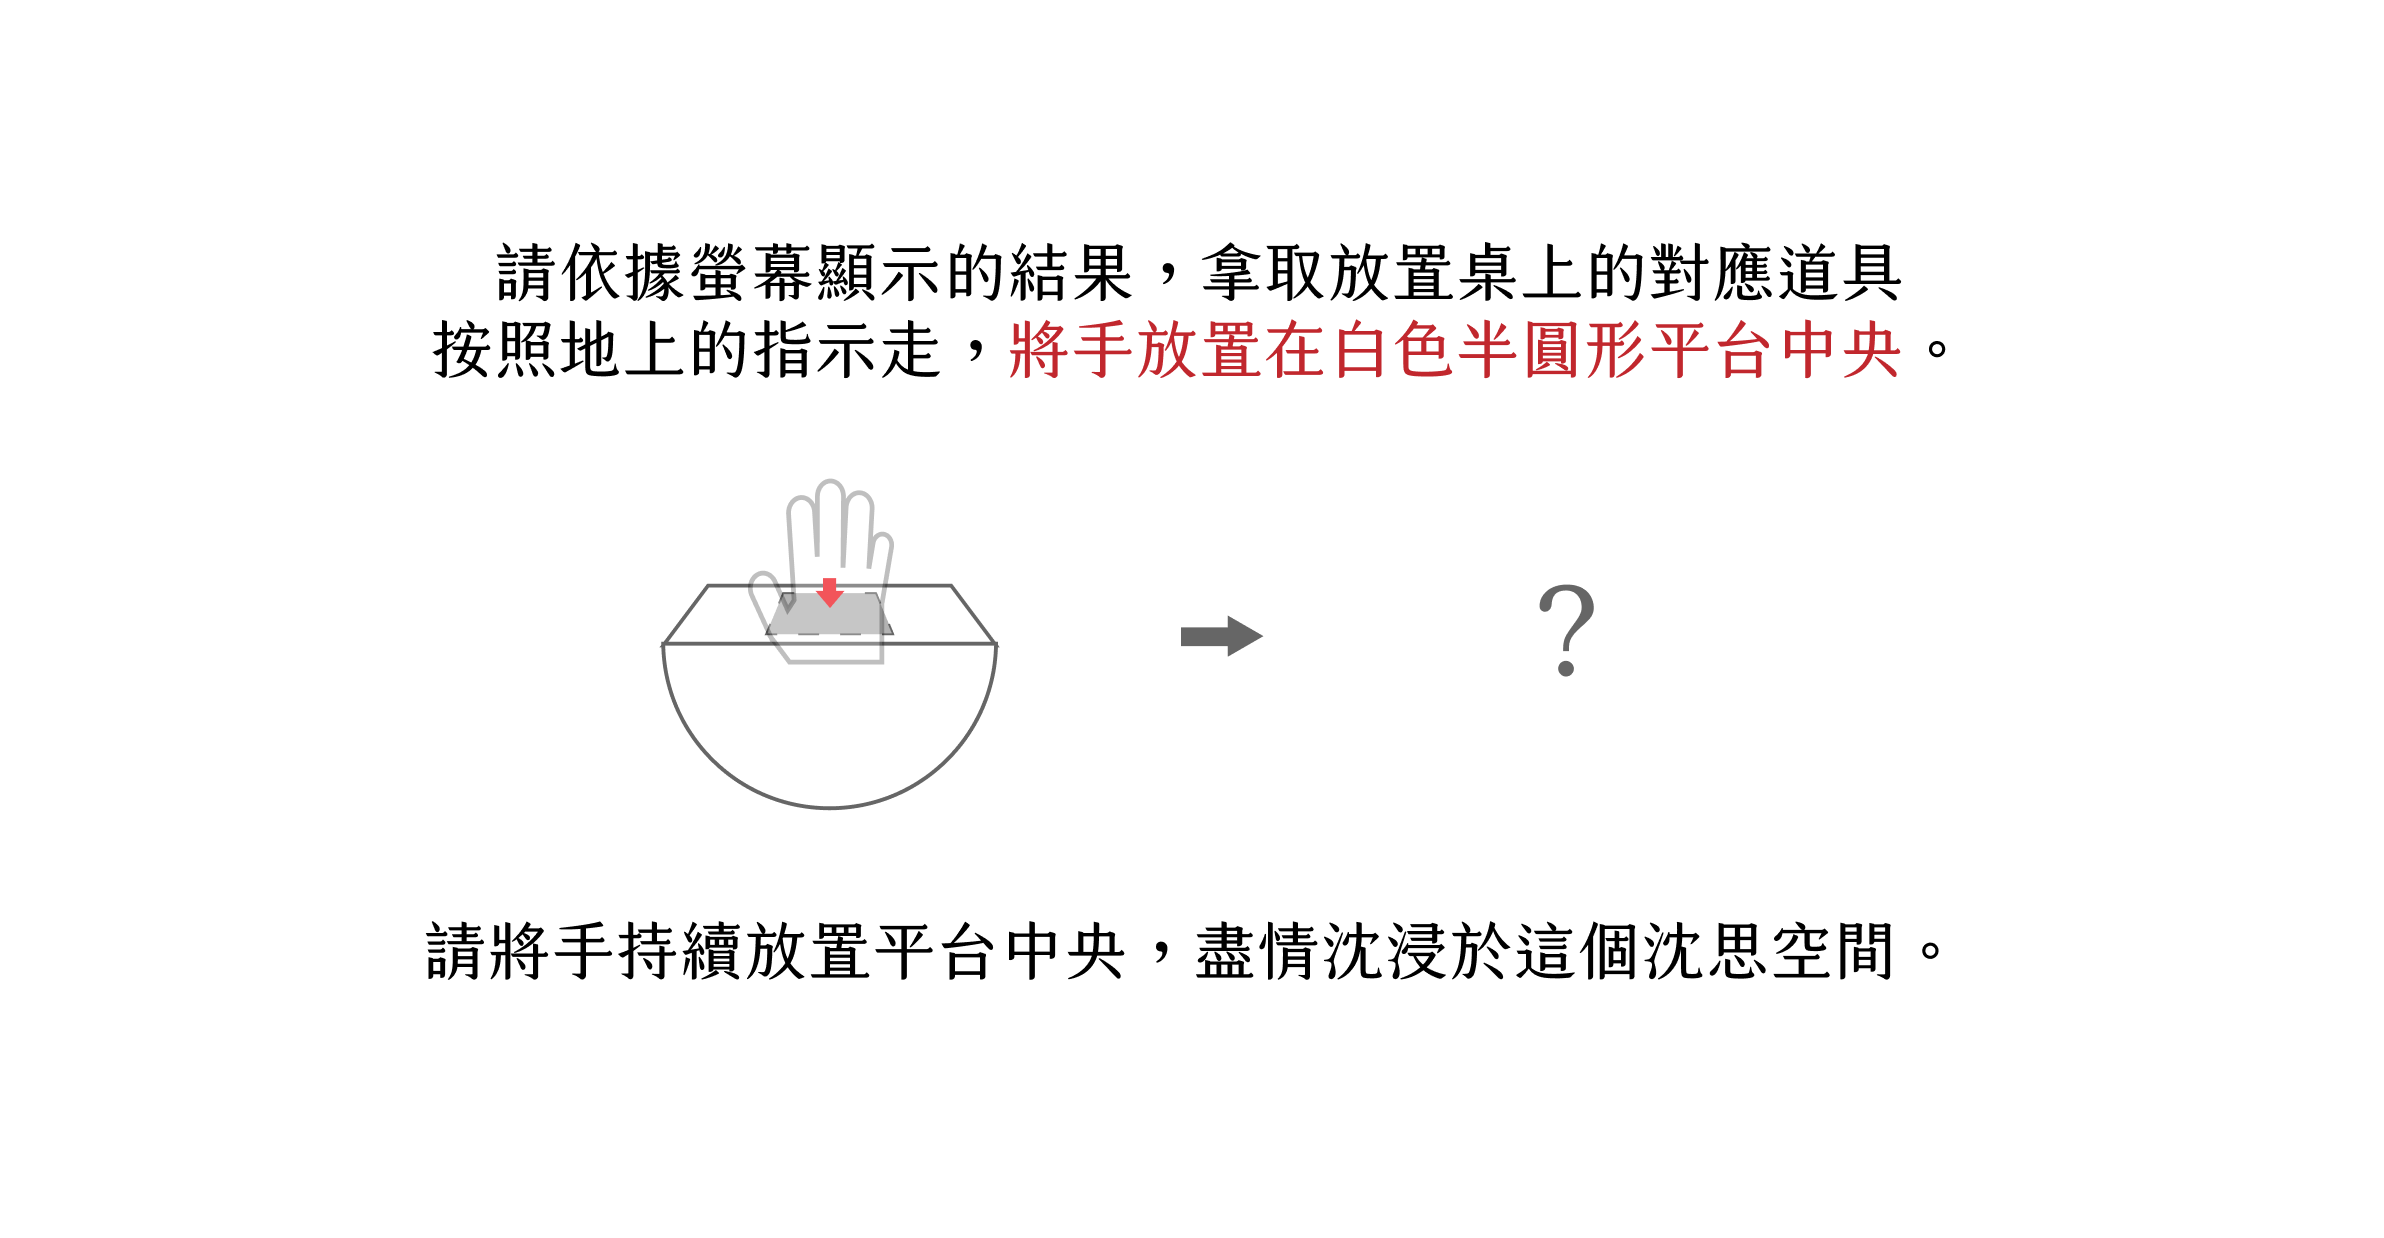 請依據螢幕顯示的結果，拿取放置桌上的對應道具
按照地上的指示走，將手放置在白色半圓形平台中央。
?
請將手持續放置平台中央，盡情沈浸於這個沈思空間。